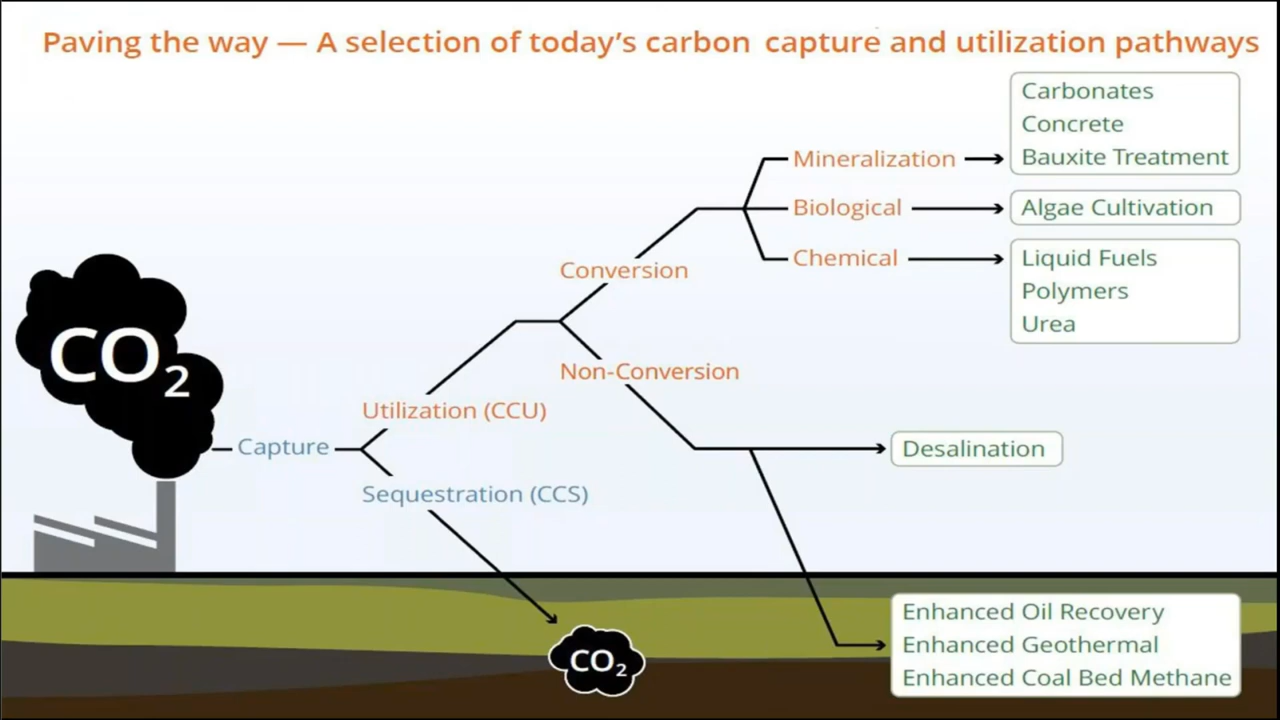 Paving the way — A selection of today’s carbon capture and utilization pathways
Carbonates
Concrete
Bauxite Treatment
Mineralization
Biological
Algae Cultivation
Chemical
Liquid Fuels
Polymers
Urea
Conversion
CO₂
Non-Conversion
Utilization (CCU)
Capture
Desalination
Sequestration (CCS)
Enhanced Oil Recovery
Enhanced Geothermal
Enhanced Coal Bed Methane
CO₂